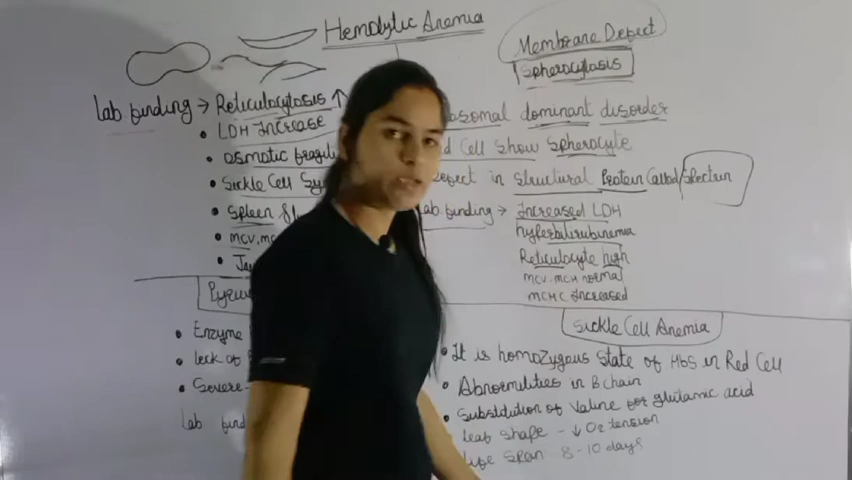 Hemolytic Anemia
Lab finding → Reticulocytosis ↑
• LDH Increase
• osmotic fragili
• Sickle Cell Sy
• Spleen
• MCV, MC
• Ja
Membrane Defect
Spherocytosis
osomal dominant disorder
d Cell Show Spherocyte
efect in Structural Protein Called/Spectrin
ab finding → Increased LDH
hyperbilirubinemia
Reticulocyte high
MCV-MCH normal
MCHC Increased
Pyruv
• Enzyme
• Leck of
• Severe-
lab find
Sickle Cell Anemia
• It is homozygous State of HbS in Red Cell
• Abnormilities in B Chain
• Substitution of Valine for glutamic acid
leaf Shape - ↓ O2 tension
Life Span 8-10 days